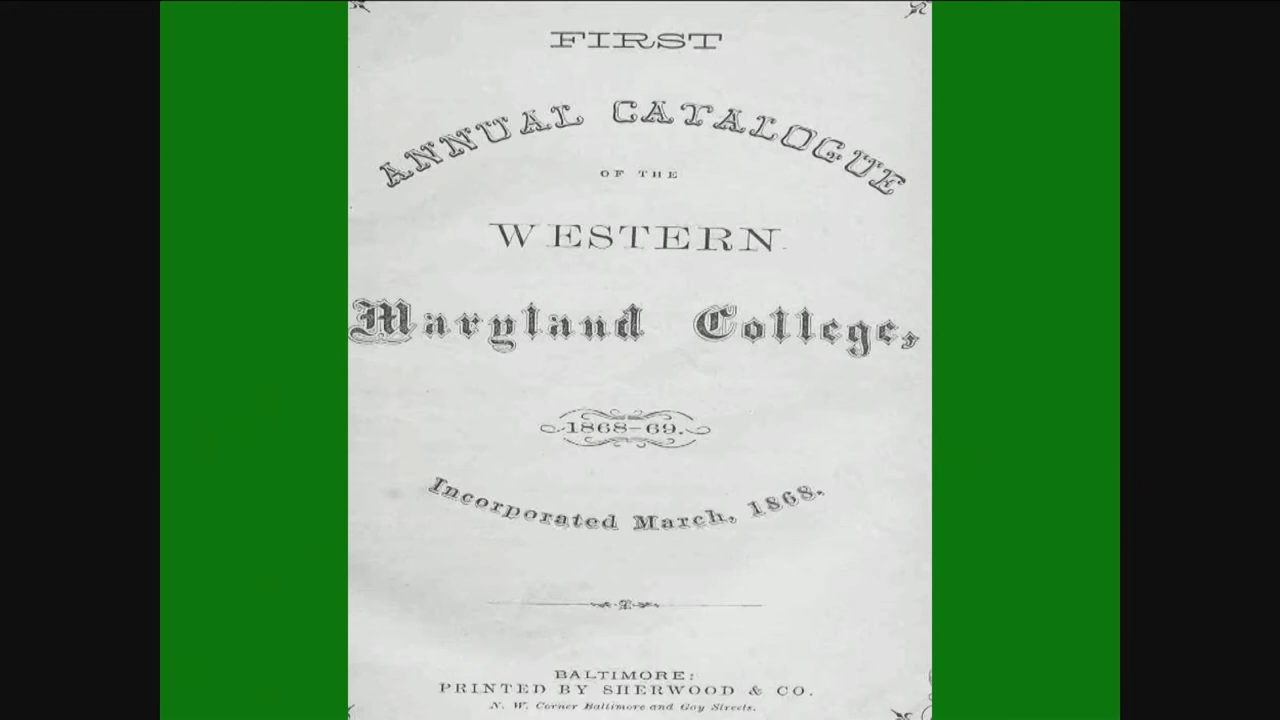 FIRST
ANNUAL CATALOGUE
OF THE
WESTERN
Maryland College,
1868-69.
Incorporated March, 1868.
BALTIMORE:
PRINTED BY SHERWOOD & CO.
N. W. Corner Baltimore and Gay Streets.